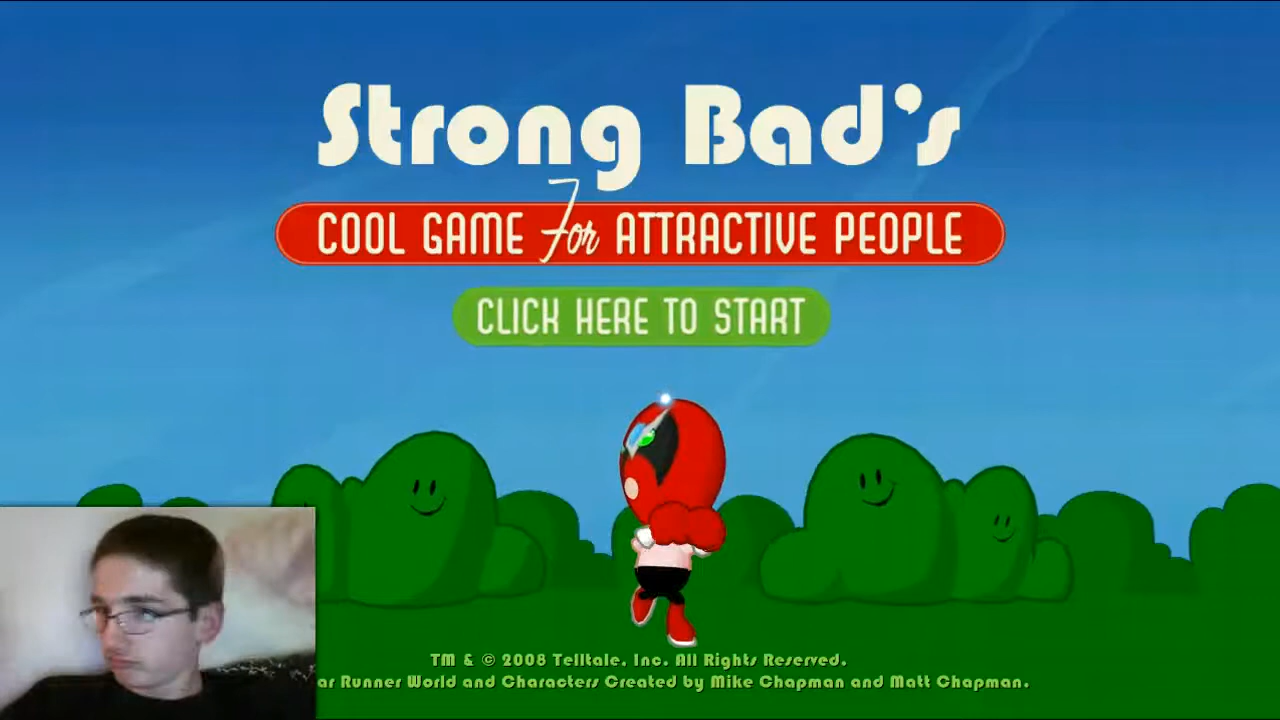 Strong Bad's
COOL GAME For ATTRACTIVE PEOPLE
CLICK HERE TO START
TM & © 2008 Telltale, Inc. All Rights Reserved.
ar Runner World and Characters Created by Mike Chapman and Matt Chapman.